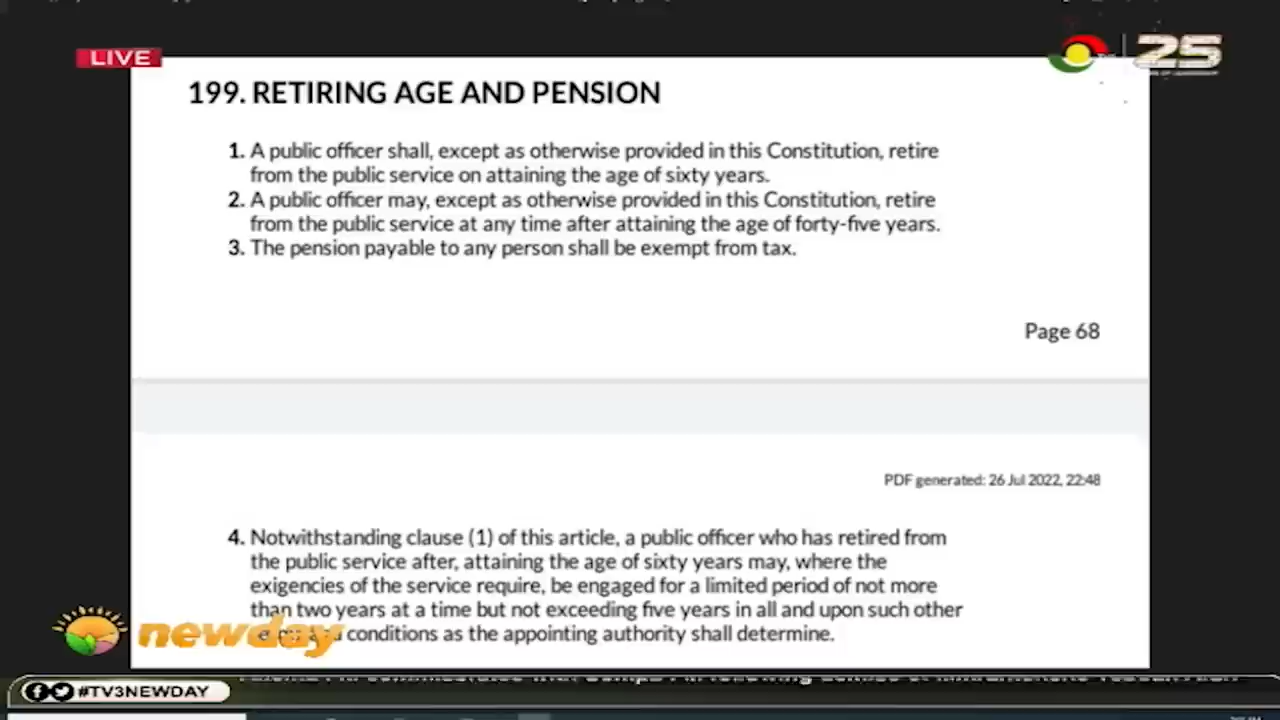 LIVE
25
199. RETIRING AGE AND PENSION
1. A public officer shall, except as otherwise provided in this Constitution, retire
from the public service on attaining the age of sixty years.
2. A public officer may, except as otherwise provided in this Constitution, retire
from the public service at any time after attaining the age of forty-five years.
3. The pension payable to any person shall be exempt from tax.
Page 68
PDF generated: 26 Jul 2022, 22:48
4. Notwithstanding clause (1) of this article, a public officer who has retired from
the public service after, attaining the age of sixty years may, where the
exigencies of the service require, be engaged for a limited period of not more
than two years at a time but not exceeding five years in all and upon such other
conditions as the appointing authority shall determine.
newday
#TV3NEWDAY